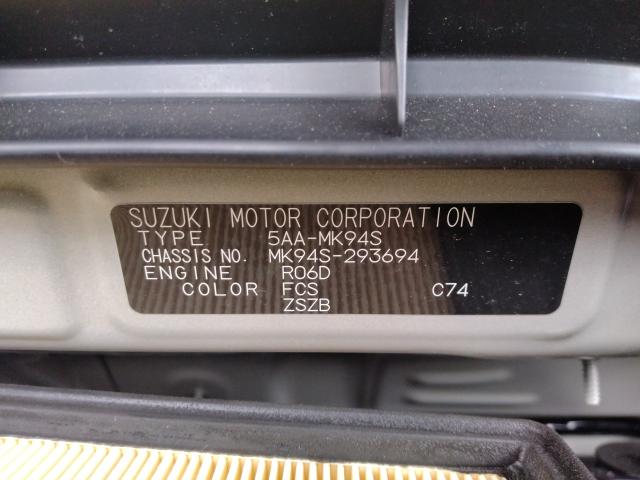 SUZUKI MOTOR CORPORATION
TYPE 5AA-MK94S
CHASSIS NO. MK94S-293694
ENGINE R06D
COLOR FCS C74
ZSZB